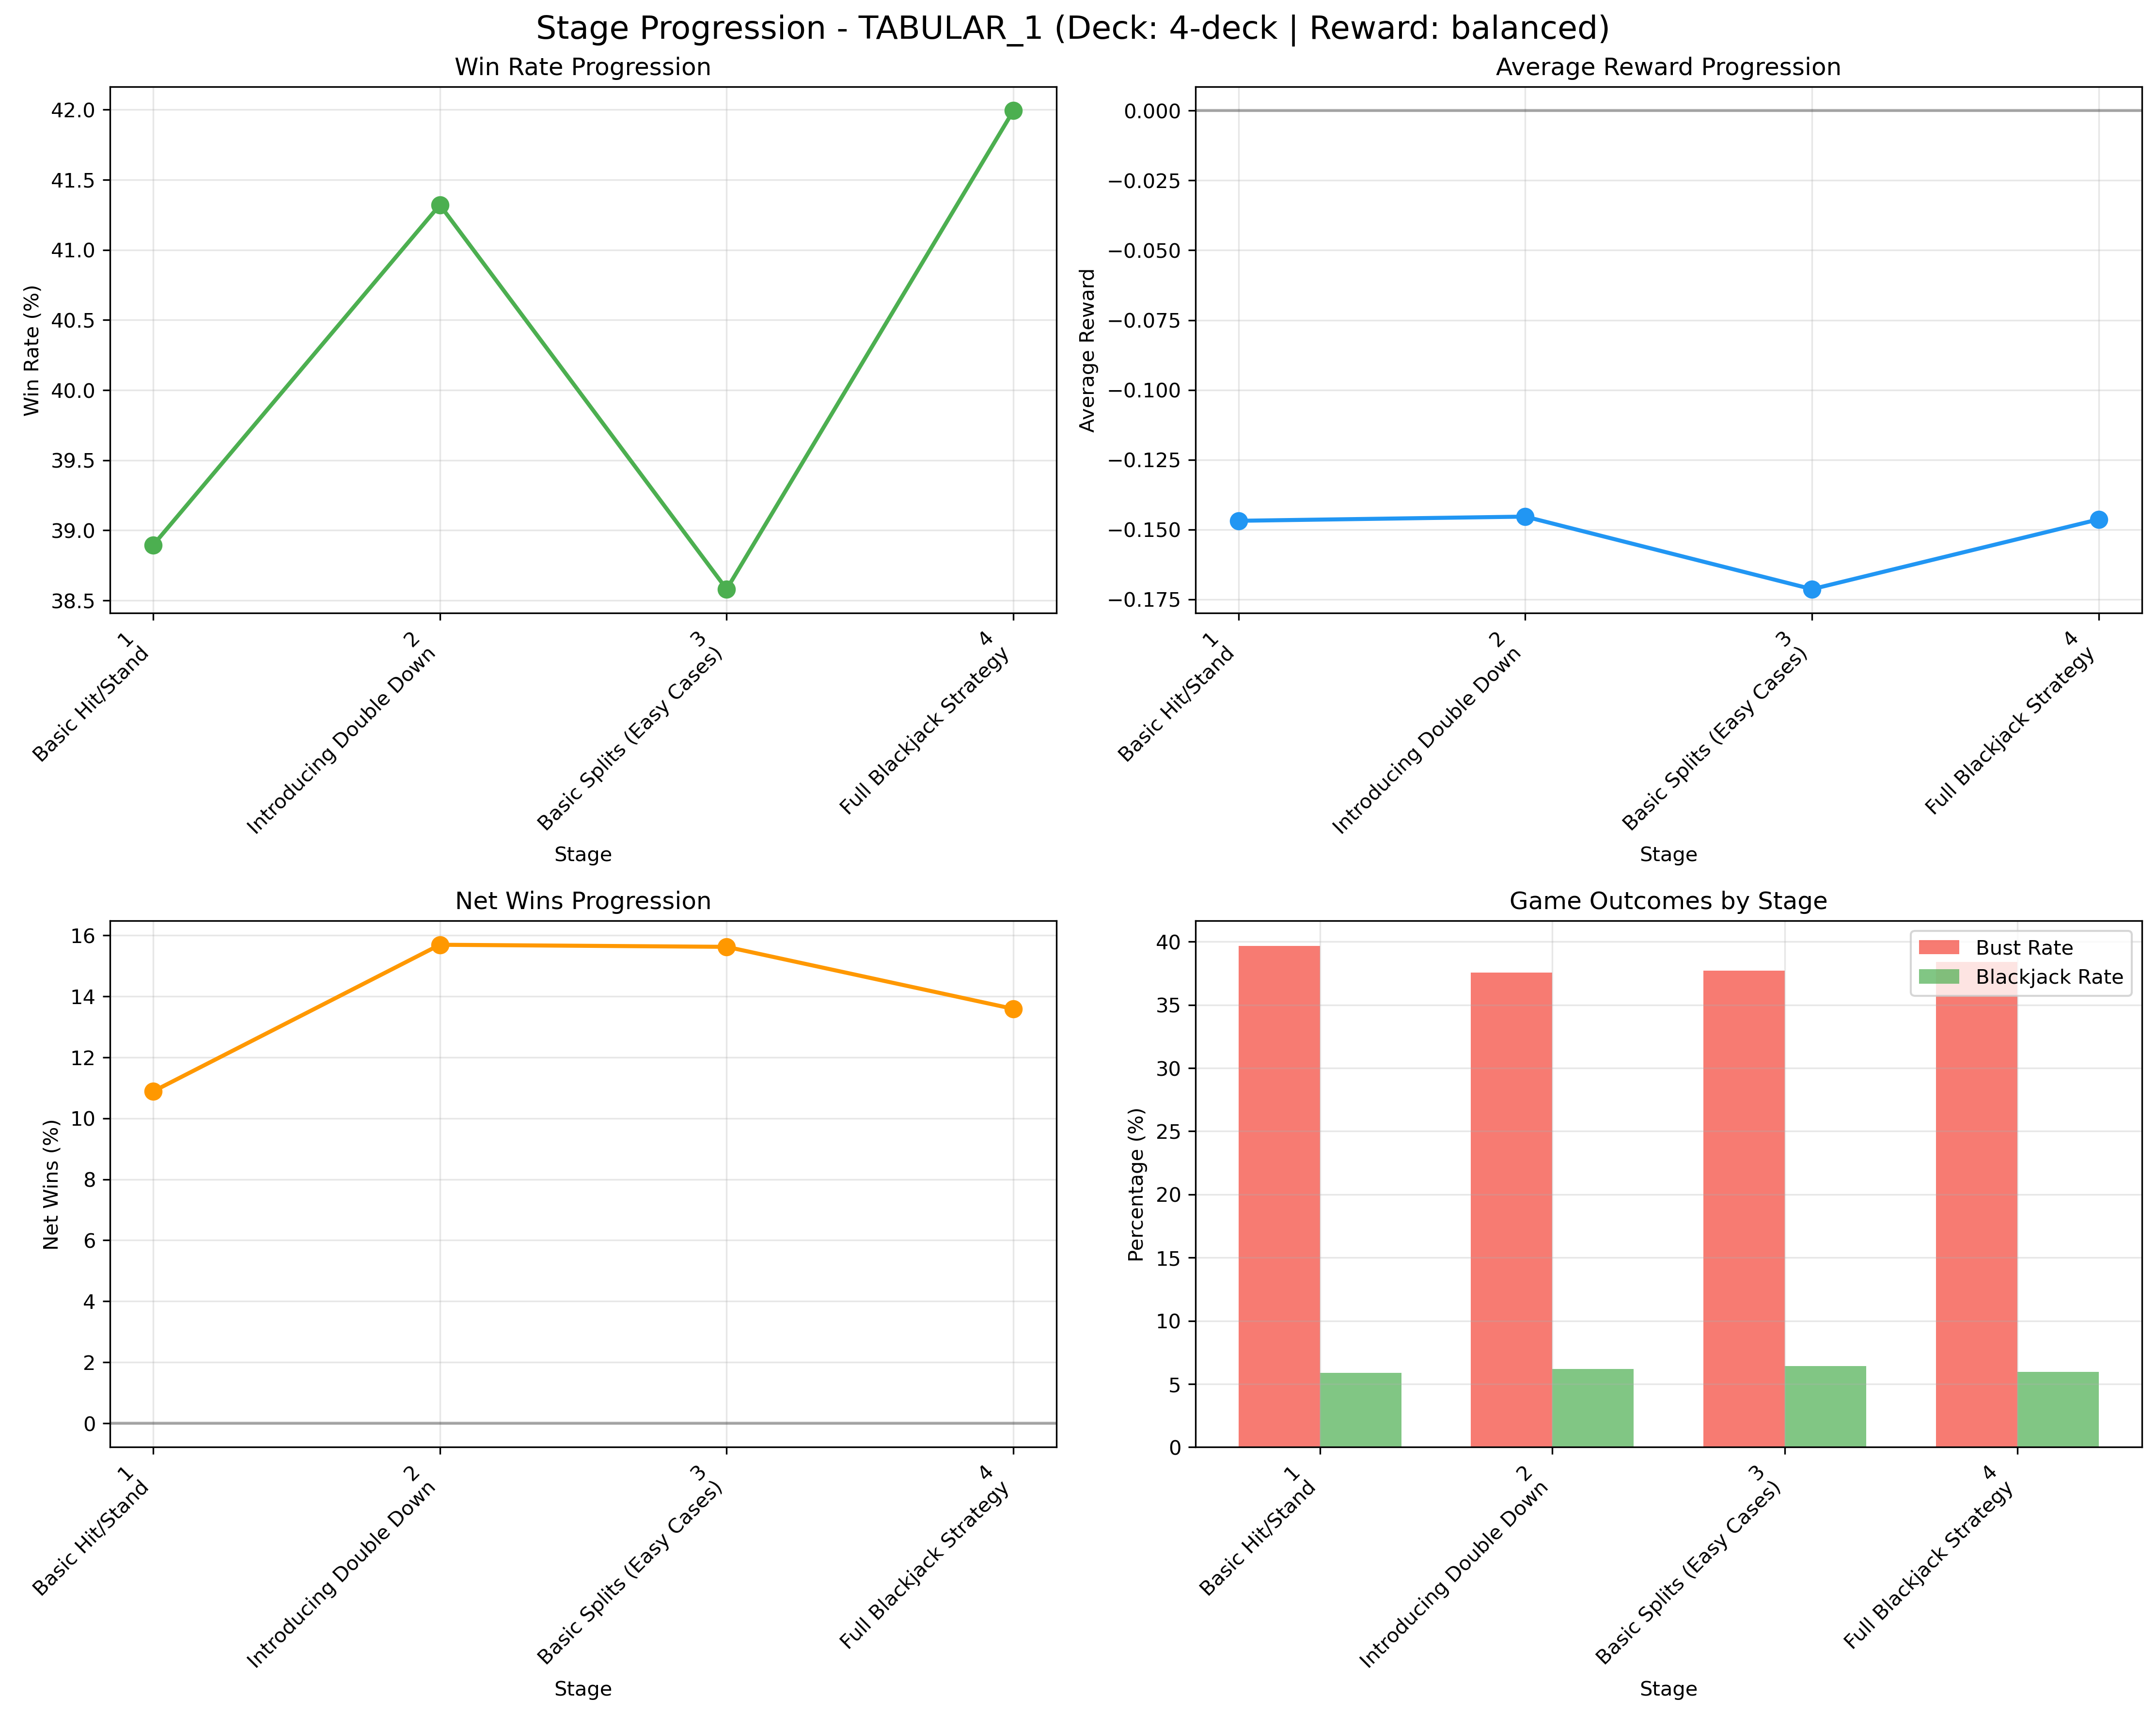 Stage Progression - TABULAR_1 (Deck: 4-deck | Reward: balanced)
Win Rate Progression
Win Rate (%)
42.0
41.5
41.0
40.5
40.0
39.5
39.0
38.5
1
Basic Hit/Stand
2
Introducing Double Down
3
Basic Splits (Easy Cases)
4
Full Blackjack Strategy
Stage
Average Reward Progression
Average Reward
0.000
−0.025
−0.050
−0.075
−0.100
−0.125
−0.150
−0.175
1
Basic Hit/Stand
2
Introducing Double Down
3
Basic Splits (Easy Cases)
4
Full Blackjack Strategy
Stage
Net Wins Progression
Net Wins (%)
16
14
12
10
8
6
4
2
0
1
Basic Hit/Stand
2
Introducing Double Down
3
Basic Splits (Easy Cases)
4
Full Blackjack Strategy
Stage
Game Outcomes by Stage
Bust Rate
Blackjack Rate
Percentage (%)
40
35
30
25
20
15
10
5
0
1
Basic Hit/Stand
2
Introducing Double Down
3
Basic Splits (Easy Cases)
4
Full Blackjack Strategy
Stage